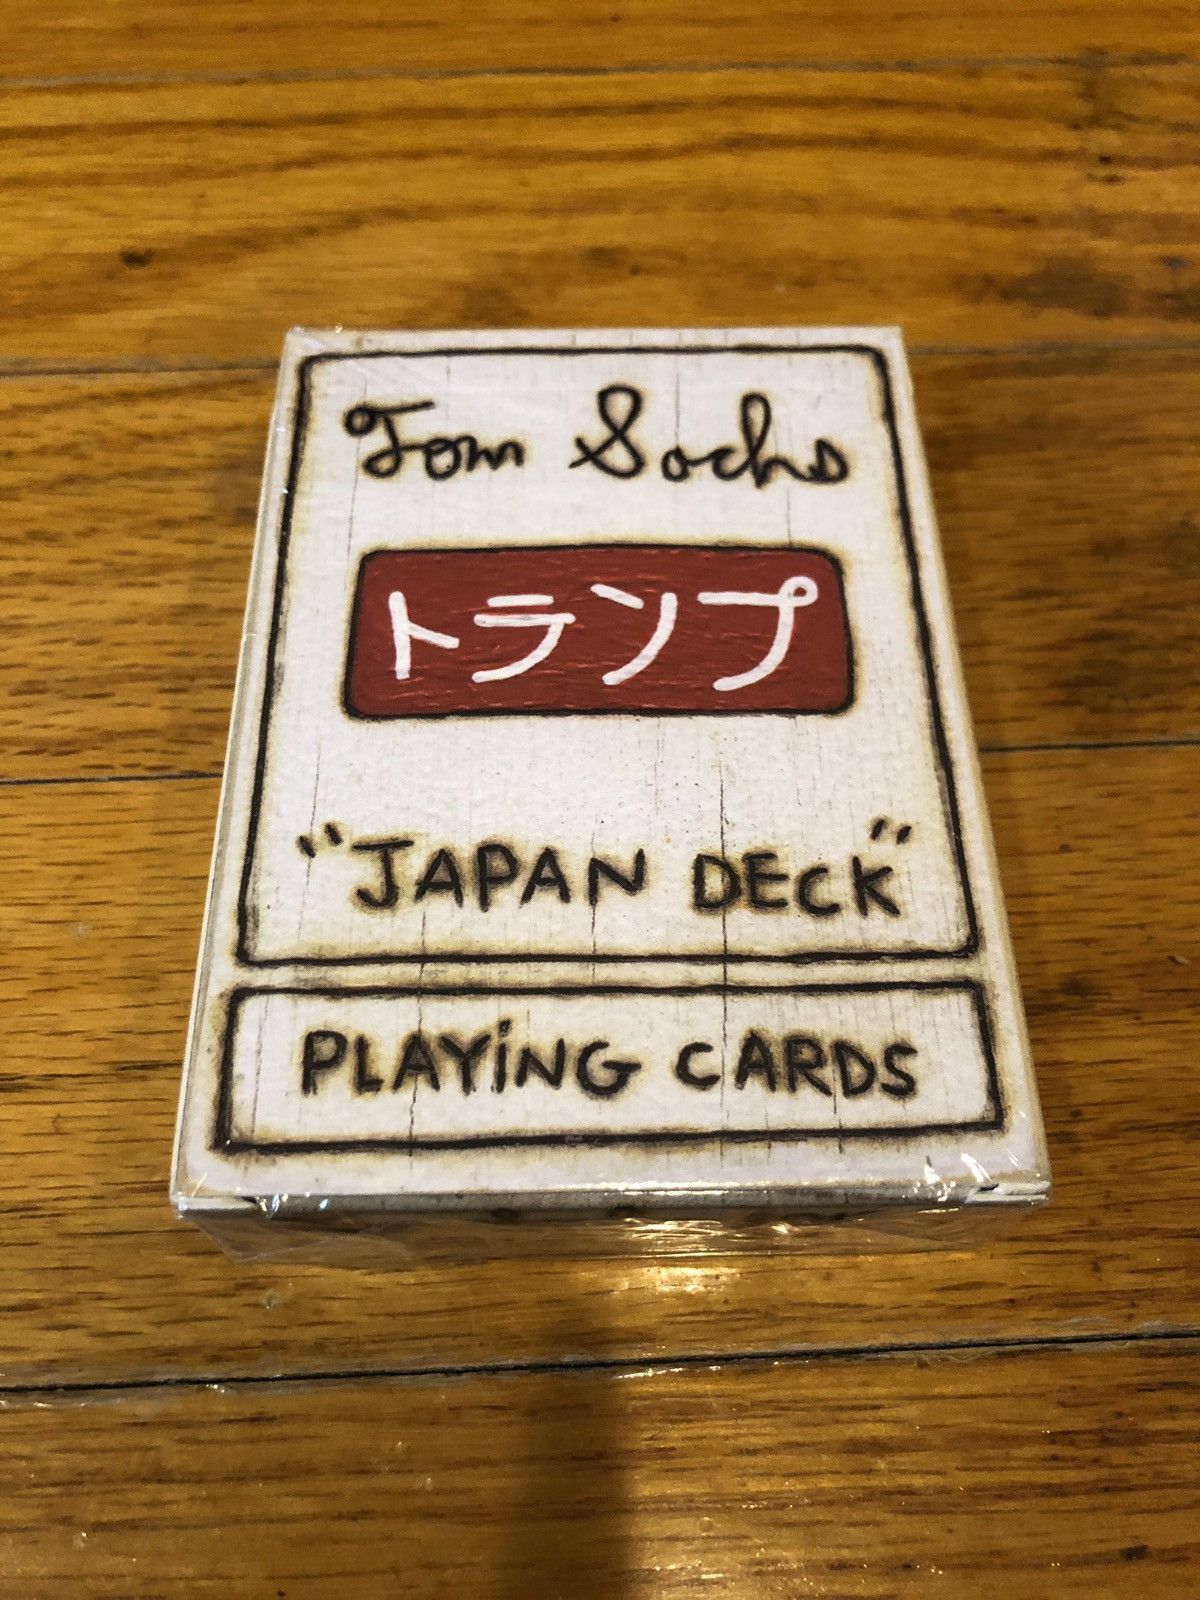 Tom Sachs
トランプ
"JAPAN DECK"
PLAYiNG CARDS